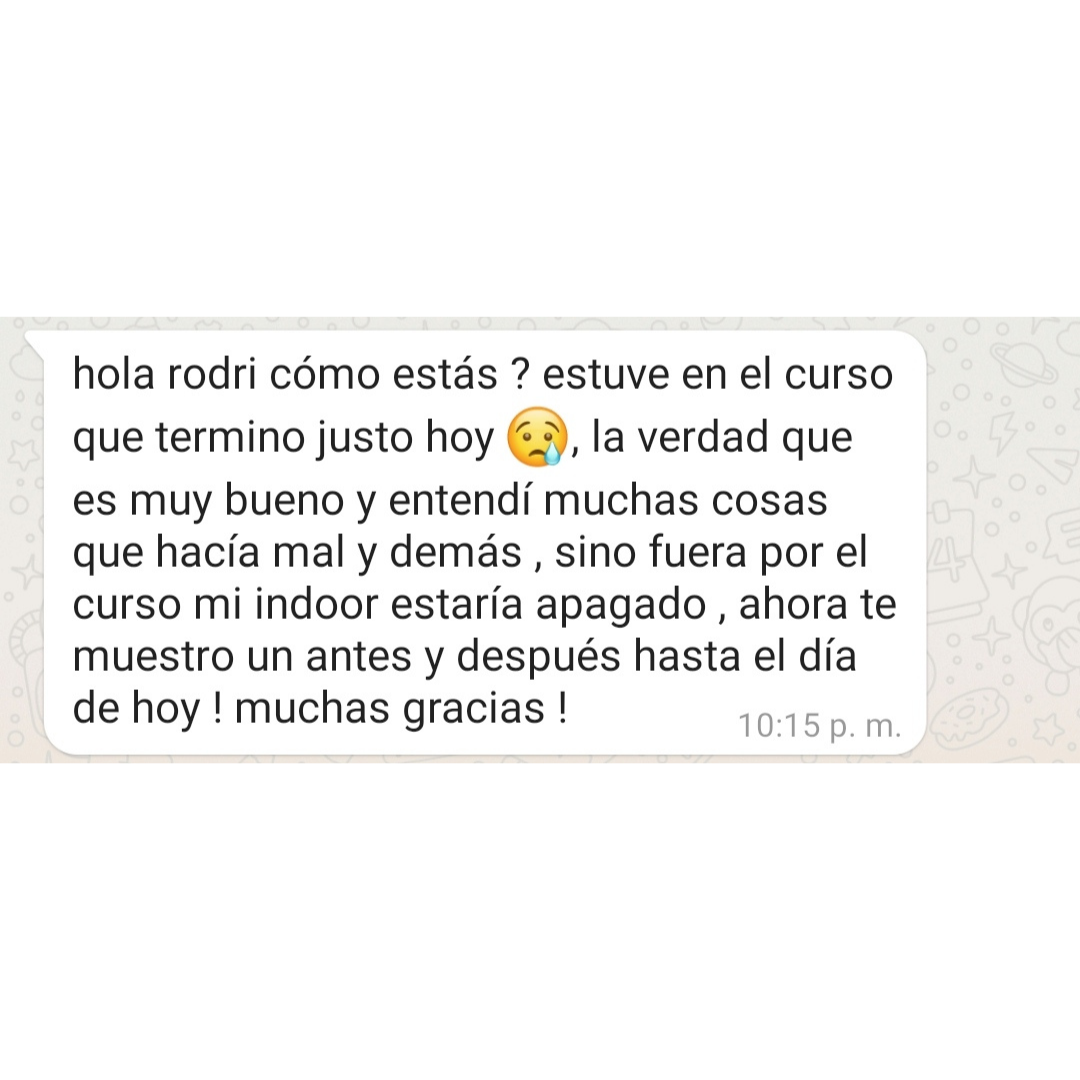 hola rodri cómo estás ? estuve en el curso
que termino justo hoy 😢, la verdad que
es muy bueno y entendí muchas cosas
que hacía mal y demás , sino fuera por el
curso mi indoor estaría apagado , ahora te
muestro un antes y después hasta el día
de hoy ! muchas gracias !
10:15 p. m.